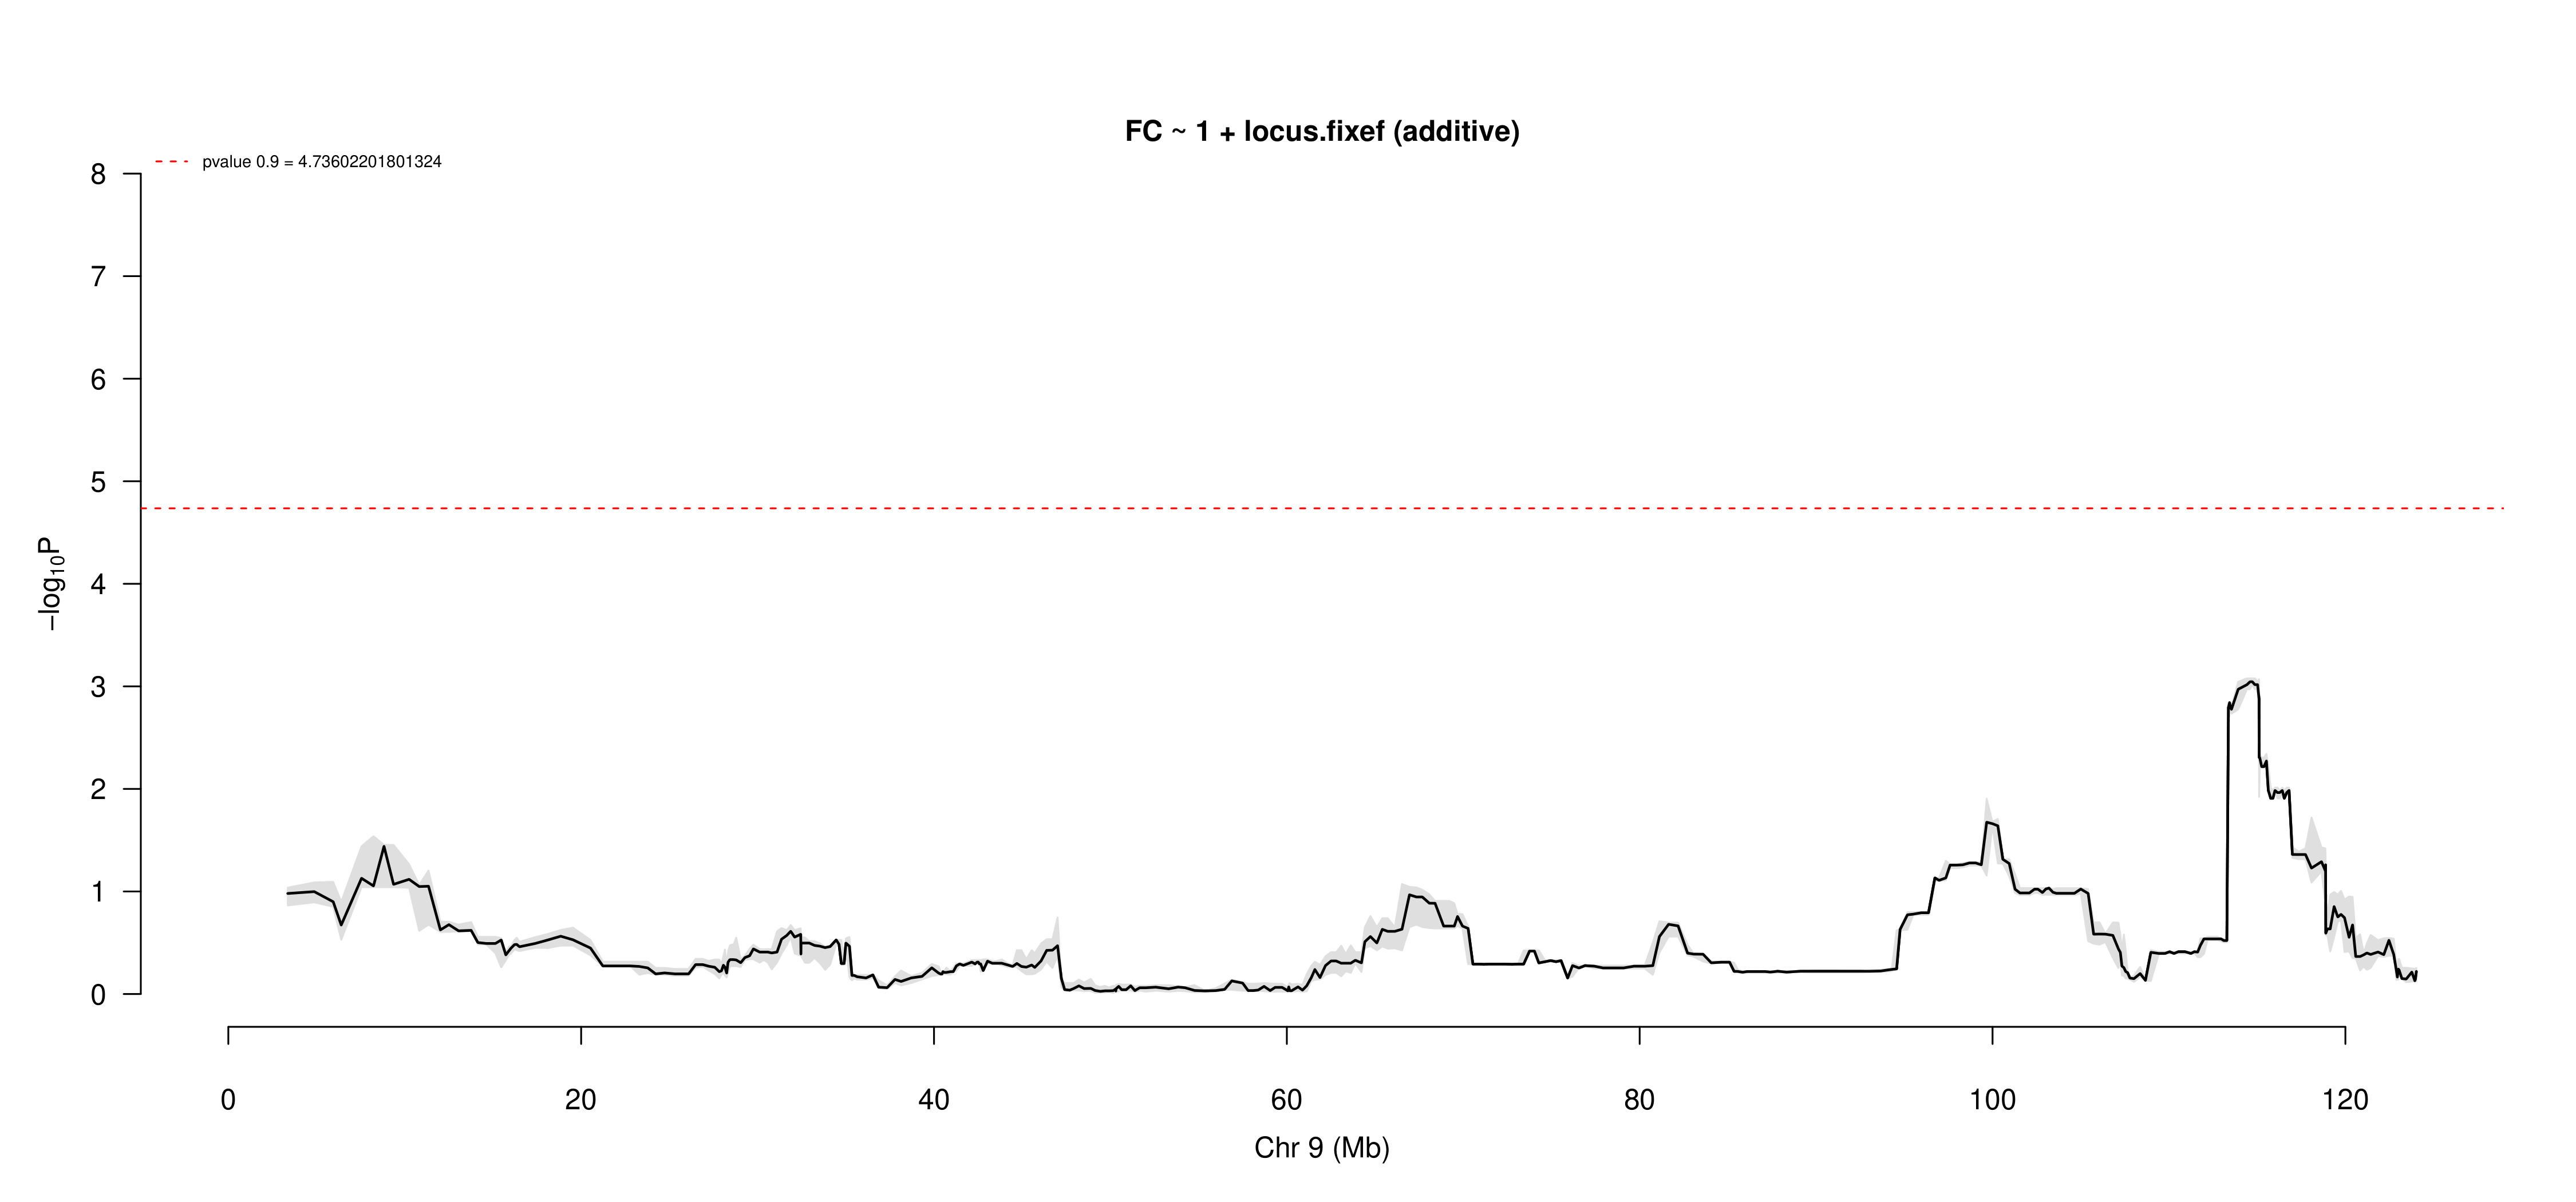 FC ~ 1 + locus.fixef (additive)
pvalue 0.9 = 4.73602201801324
8
7
6
5
4
3
2
1
0
−log10P
0 20 40 60 80 100 120
Chr 9 (Mb)